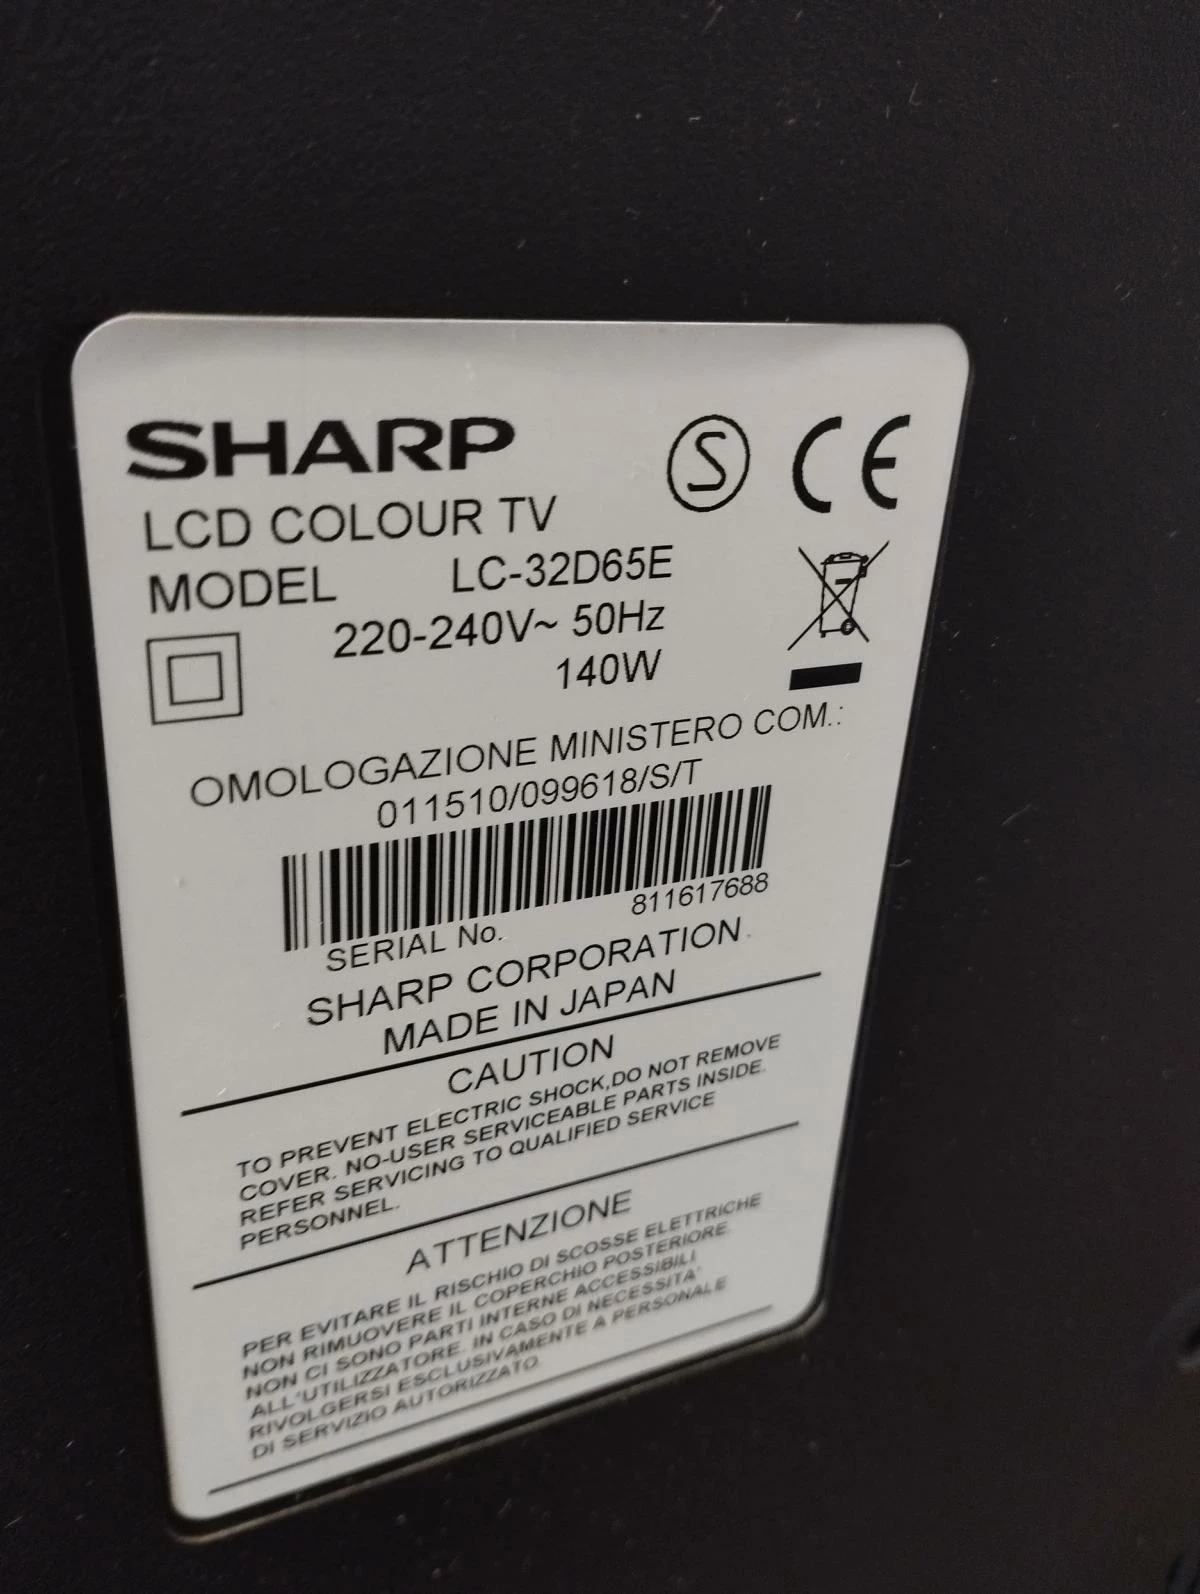 SHARP
S CE
LCD COLOUR TV
MODEL LC-32D65E
220-240V~ 50Hz
140W
OMOLOGAZIONE MINISTERO COM.:
011510/099618/S/T
SERIAL No. 811617688
SHARP CORPORATION
MADE IN JAPAN
CAUTION
TO PREVENT ELECTRIC SHOCK,DO NOT REMOVE
COVER. NO-USER SERVICEABLE PARTS INSIDE.
REFER SERVICING TO QUALIFIED SERVICE
PERSONNEL.
ATTENZIONE
PER EVITARE IL RISCHIO DI SCOSSE ELETTRICHE
NON RIMUOVERE IL COPERCHIO POSTERIORE.
NON CI SONO PARTI INTERNE ACCESSIBILI
ALL'UTILIZZATORE. IN CASO DI NECESSITA'
RIVOLGERSI ESCLUSIVAMENTE A PERSONALE
DI SERVIZIO AUTORIZZATO.